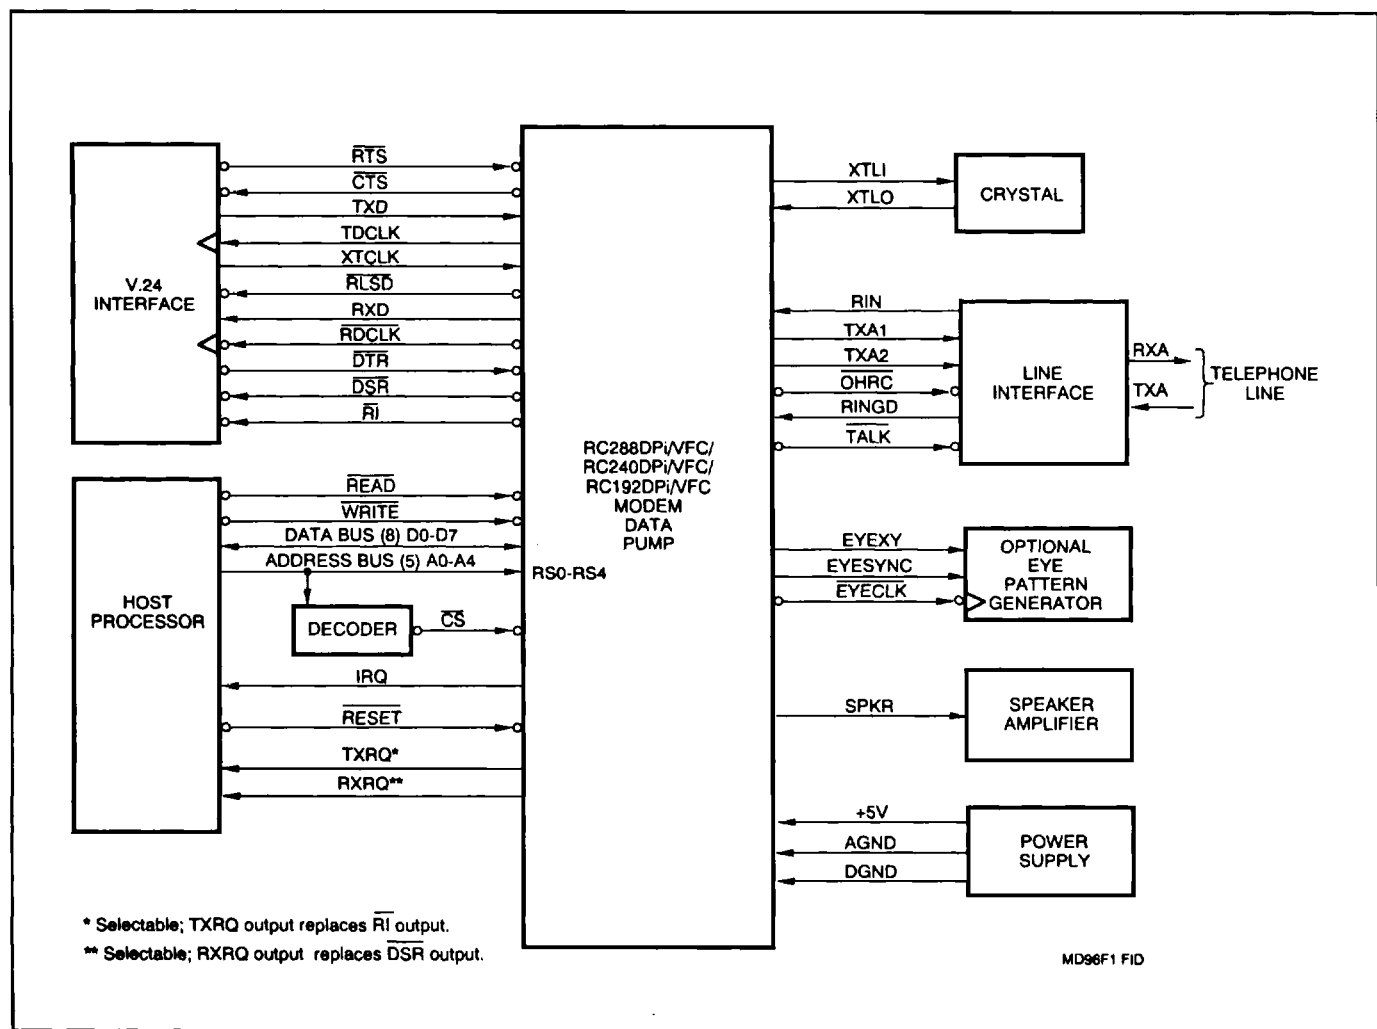 RTS
CTS
TXD
TDCLK
XTCLK
RLSD
RXD
RDCLK
DTR
DSR
RI
V.24
INTERFACE
READ
WRITE
DATA BUS (8) D0-D7
ADDRESS BUS (5) A0-A4
RS0-RS4
HOST
PROCESSOR
DECODER
CS
IRQ
RESET
TXRQ*
RXRQ**
RC288DPi/VFC/
RC240DPi/VFC/
RC192DPi/VFC
MODEM
DATA
PUMP
XTLI
XTLO
CRYSTAL
RIN
TXA1
TXA2
OHRC
RINGD
TALK
LINE
INTERFACE
RXA
TXA
TELEPHONE
LINE
EYEXY
EYESYNC
EYECLK
OPTIONAL
EYE
PATTERN
GENERATOR
SPKR
SPEAKER
AMPLIFIER
+5V
AGND
DGND
POWER
SUPPLY
* Selectable; TXRQ output replaces RI output.
** Selectable; RXRQ output replaces DSR output.
MD96F1 FID